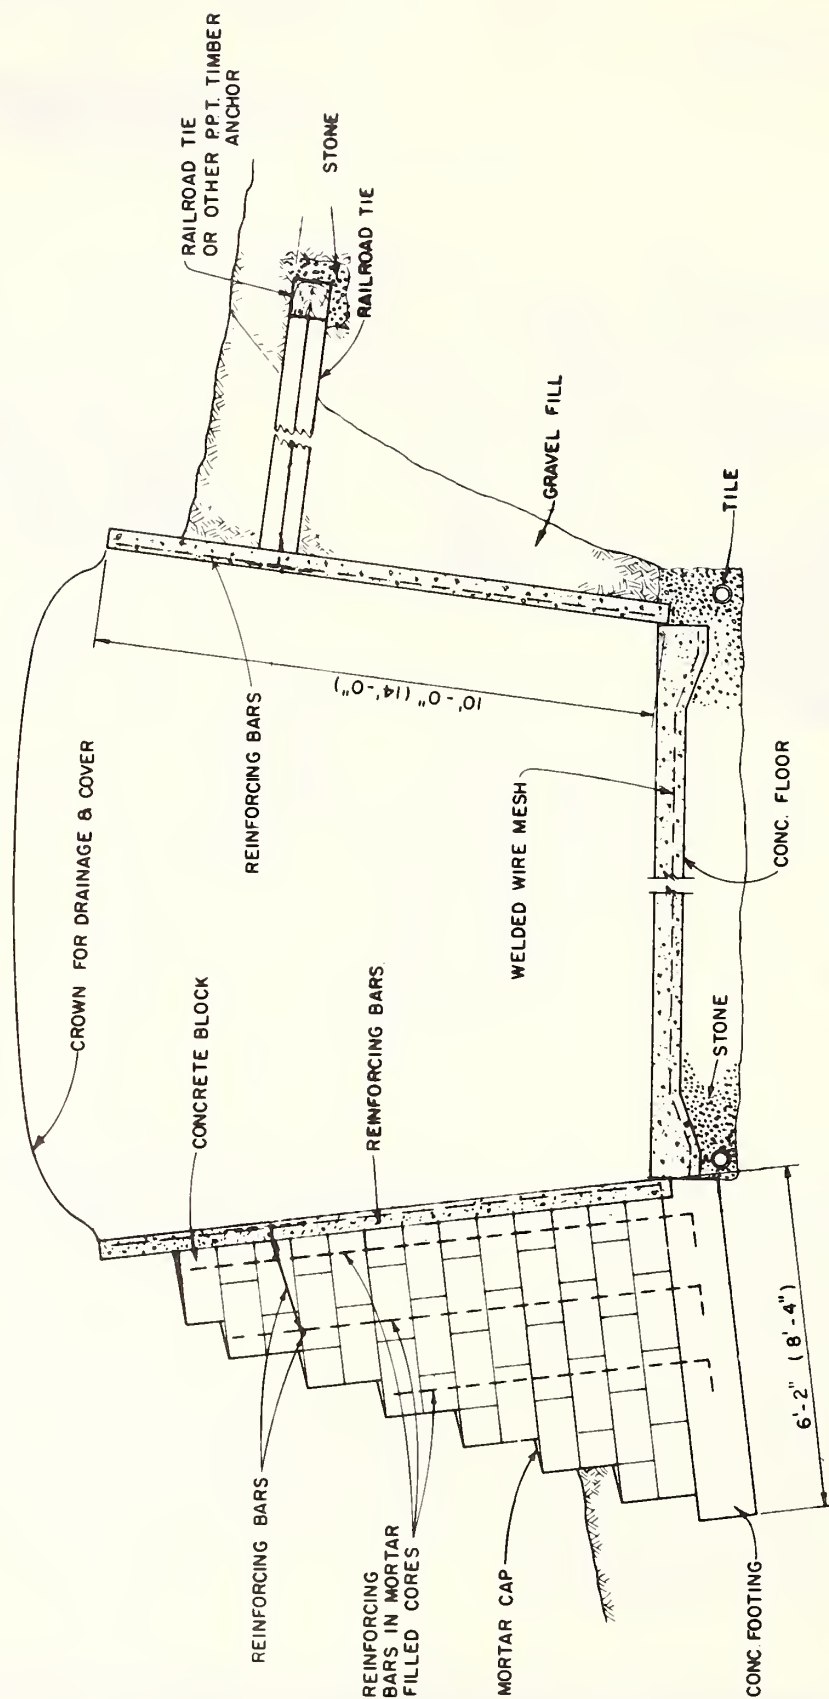 CROWN FOR DRAINAGE & COVER
RAILROAD TIE
OR OTHER P.P.T. TIMBER
ANCHOR
STONE
RAILROAD TIE
CONCRETE BLOCK
REINFORCING BARS
REINFORCING BARS
10'-0" (14'-0")
GRAVEL FILL
REINFORCING BARS
REINFORCING
BARS IN MORTAR
FILLED CORES
WELDED WIRE MESH
MORTAR CAP
STONE
TILE
CONC. FLOOR
CONC. FOOTING
6'-2" (8'-4")